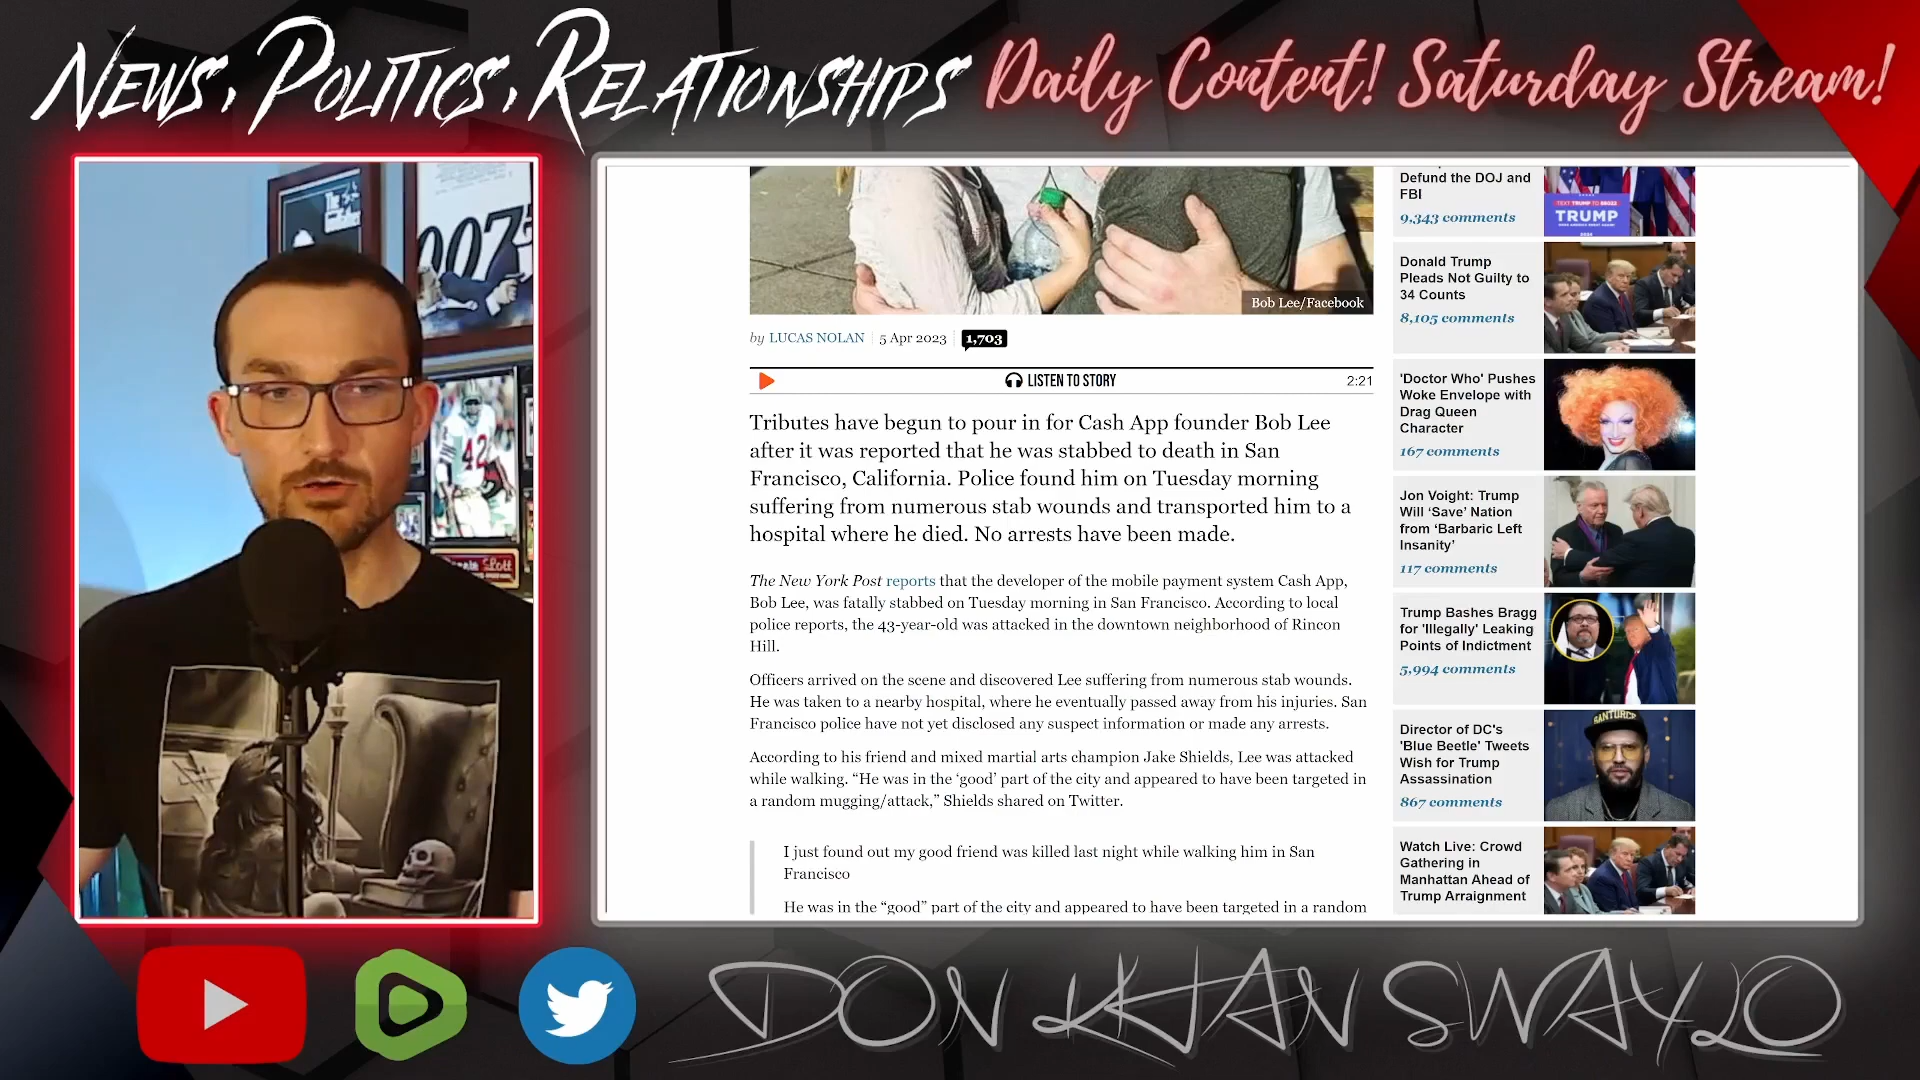 NEWS, POLITICS, RELATIONSHIPS Daily Content! Saturday Stream!
007
42
Bob Lee/Facebook
by LUCAS NOLAN 5 Apr 2023 1,703
LISTEN TO STORY 2:21
Tributes have begun to pour in for Cash App founder Bob Lee
after it was reported that he was stabbed to death in San
Francisco, California. Police found him on Tuesday morning
suffering from numerous stab wounds and transported him to a
hospital where he died. No arrests have been made.
The New York Post reports that the developer of the mobile payment system Cash App,
Bob Lee, was fatally stabbed on Tuesday morning in San Francisco. According to local
police reports, the 43-year-old was attacked in the downtown neighborhood of Rincon
Hill.
Officers arrived on the scene and discovered Lee suffering from numerous stab wounds.
He was taken to a nearby hospital, where he eventually passed away from his injuries. San
Francisco police have not yet disclosed any suspect information or made any arrests.
According to his friend and mixed martial arts champion Jake Shields, Lee was attacked
while walking. “He was in the ‘good’ part of the city and appeared to have been targeted in
a random mugging/attack,” Shields shared on Twitter.
I just found out my good friend was killed last night while walking him in San
Francisco
He was in the “good” part of the city and appeared to have been targeted in a random
Defund the DOJ and
FBI
9,343 comments
TEXT TRUMP TO 88022
TRUMP
Donald Trump
Pleads Not Guilty to
34 Counts
8,105 comments
'Doctor Who' Pushes
Woke Envelope with
Drag Queen
Character
167 comments
Jon Voight: Trump
Will ‘Save’ Nation
from ‘Barbaric Left
Insanity’
117 comments
Trump Bashes Bragg
for 'Illegally' Leaking
Points of Indictment
5,994 comments
Director of DC's
'Blue Beetle' Tweets
Wish for Trump
Assassination
867 comments
SANTURCE
Watch Live: Crowd
Gathering in
Manhattan Ahead of
Trump Arraignment
DON KHAN SWAYLO